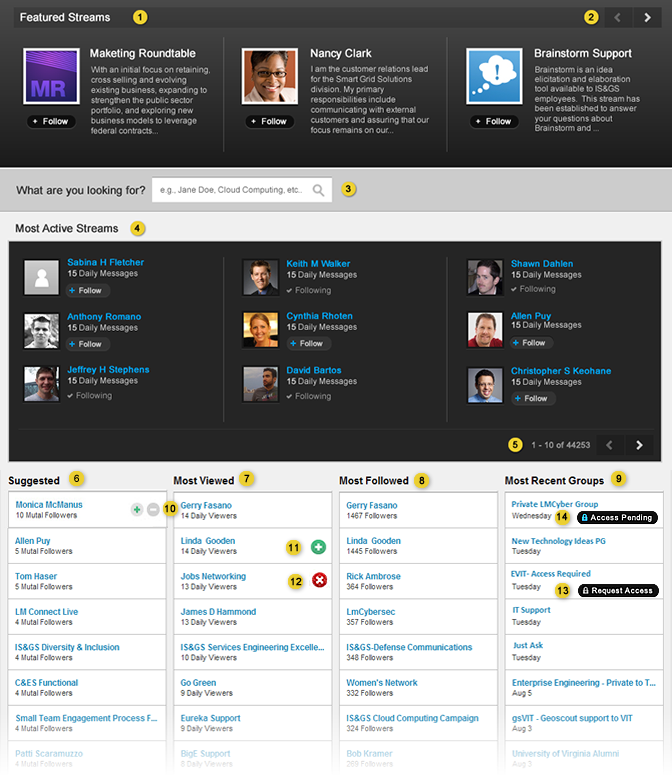 Featured Streams 1
2
MR
Maketing Roundtable
With an initial focus on retaining,
cross selling and evolving
existing business, expanding to
strengthen the public sector
portfolio, and exploring new
business models to leverage
federal contracts...
+ Follow
Nancy Clark
I am the customer relations lead
for the Smart Grid Solutions
division. My primary
responsibilities include
communicating with external
customers and assuring that our
focus remains on our...
+ Follow
Brainstorm Support
Brainstorm is an idea
elicitation and elaboration
tool available to IS&GS
employees. This stream has
been established to answer
your questions about
Brainstorm and ...
+ Follow
What are you looking for?
e.g., Jane Doe, Cloud Computing, etc..
3
Most Active Streams 4
Sabina H Fletcher
15 Daily Messages
+ Follow
Keith M Walker
15 Daily Messages
Following
Shawn Dahlen
15 Daily Messages
Following
Anthony Romano
15 Daily Messages
+ Follow
Cynthia Rhoten
15 Daily Messages
+ Follow
Allen Puy
15 Daily Messages
+ Follow
Jeffrey H Stephens
15 Daily Messages
Following
David Bartos
15 Daily Messages
Following
Christopher S Keohane
15 Daily Messages
+ Follow
5 1 - 10 of 44253
Suggested 6
Monica McManus
10 Mutal Followers
10
Allen Puy
5 Mutal Followers
Tom Haser
5 Mutal Followers
LM Connect Live
4 Mutal Followers
IS&GS Diversity & Inclusion
4 Mutal Followers
C&ES Functional
4 Mutal Followers
Small Team Engagement Process F...
4 Mutal Followers
Patti Scaramuzzo
4 Mutal Followers
Most Viewed 7
Gerry Fasano
14 Daily Viewers
Linda Gooden
14 Daily Viewers
11
Jobs Networking
13 Daily Viewers
12
James D Hammond
13 Daily Viewers
IS&GS Services Engineering Excelle...
10 Daily Viewers
Go Green
9 Daily Viewers
Eureka Support
9 Daily Viewers
BigE Support
8 Daily Viewers
Most Followed 8
Gerry Fasano
1467 Followers
Linda Gooden
1445 Followers
Rick Ambrose
364 Followers
LmCybersec
357 Followers
IS&GS-Defense Communications
348 Followers
Women's Network
332 Followers
IS&GS Cloud Computing Campaign
324 Followers
Bob Kramer
269 Followers
Most Recent Groups 9
Private LMCyber Group
Wednesday
14 Access Pending
New Technology Ideas PG
Tuesday
EVIT- Access Required
Tuesday
13 Request Access
IT Support
Tuesday
Just Ask
Tuesday
Enterprise Engineering - Private to T...
Aug 5
gsVIT - Geoscout support to VIT
Aug 3
University of Virginia Alumni
Aug 3